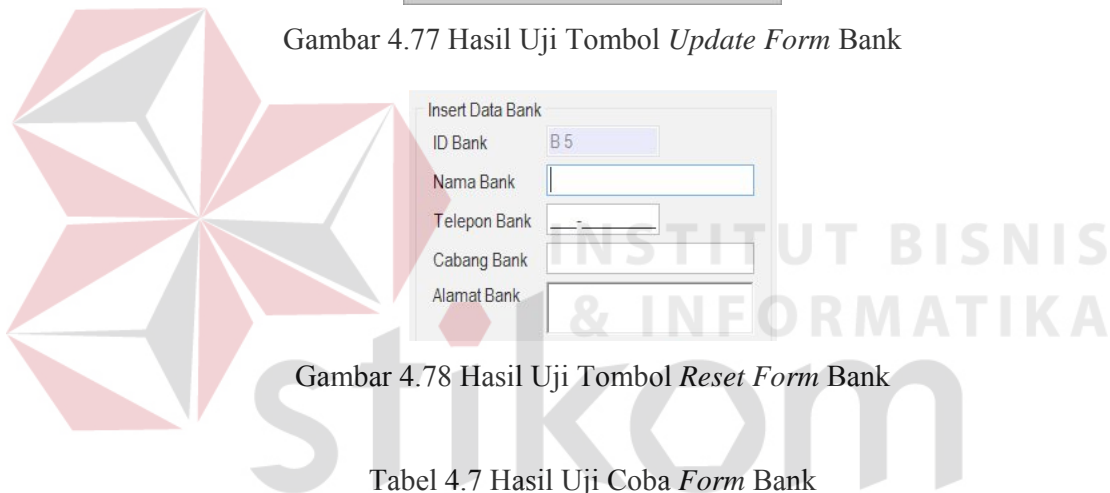 Gambar 4.77 Hasil Uji Tombol Update Form Bank
Insert Data Bank
ID Bank B 5
Nama Bank
Telepon Bank ___-________
Cabang Bank
Alamat Bank
INSTITUT BISNIS
& INFORMATIKA
stikom
Gambar 4.78 Hasil Uji Tombol Reset Form Bank
Tabel 4.7 Hasil Uji Coba Form Bank